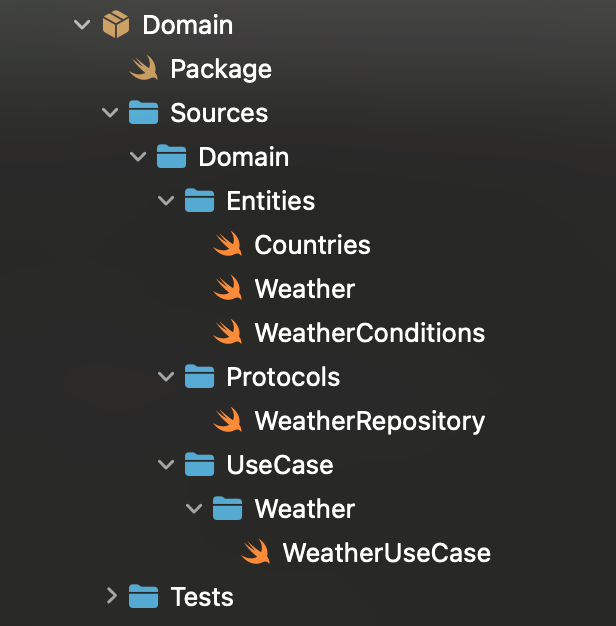 Domain
Package
Sources
Domain
Entities
Countries
Weather
WeatherConditions
Protocols
WeatherRepository
UseCase
Weather
WeatherUseCase
Tests